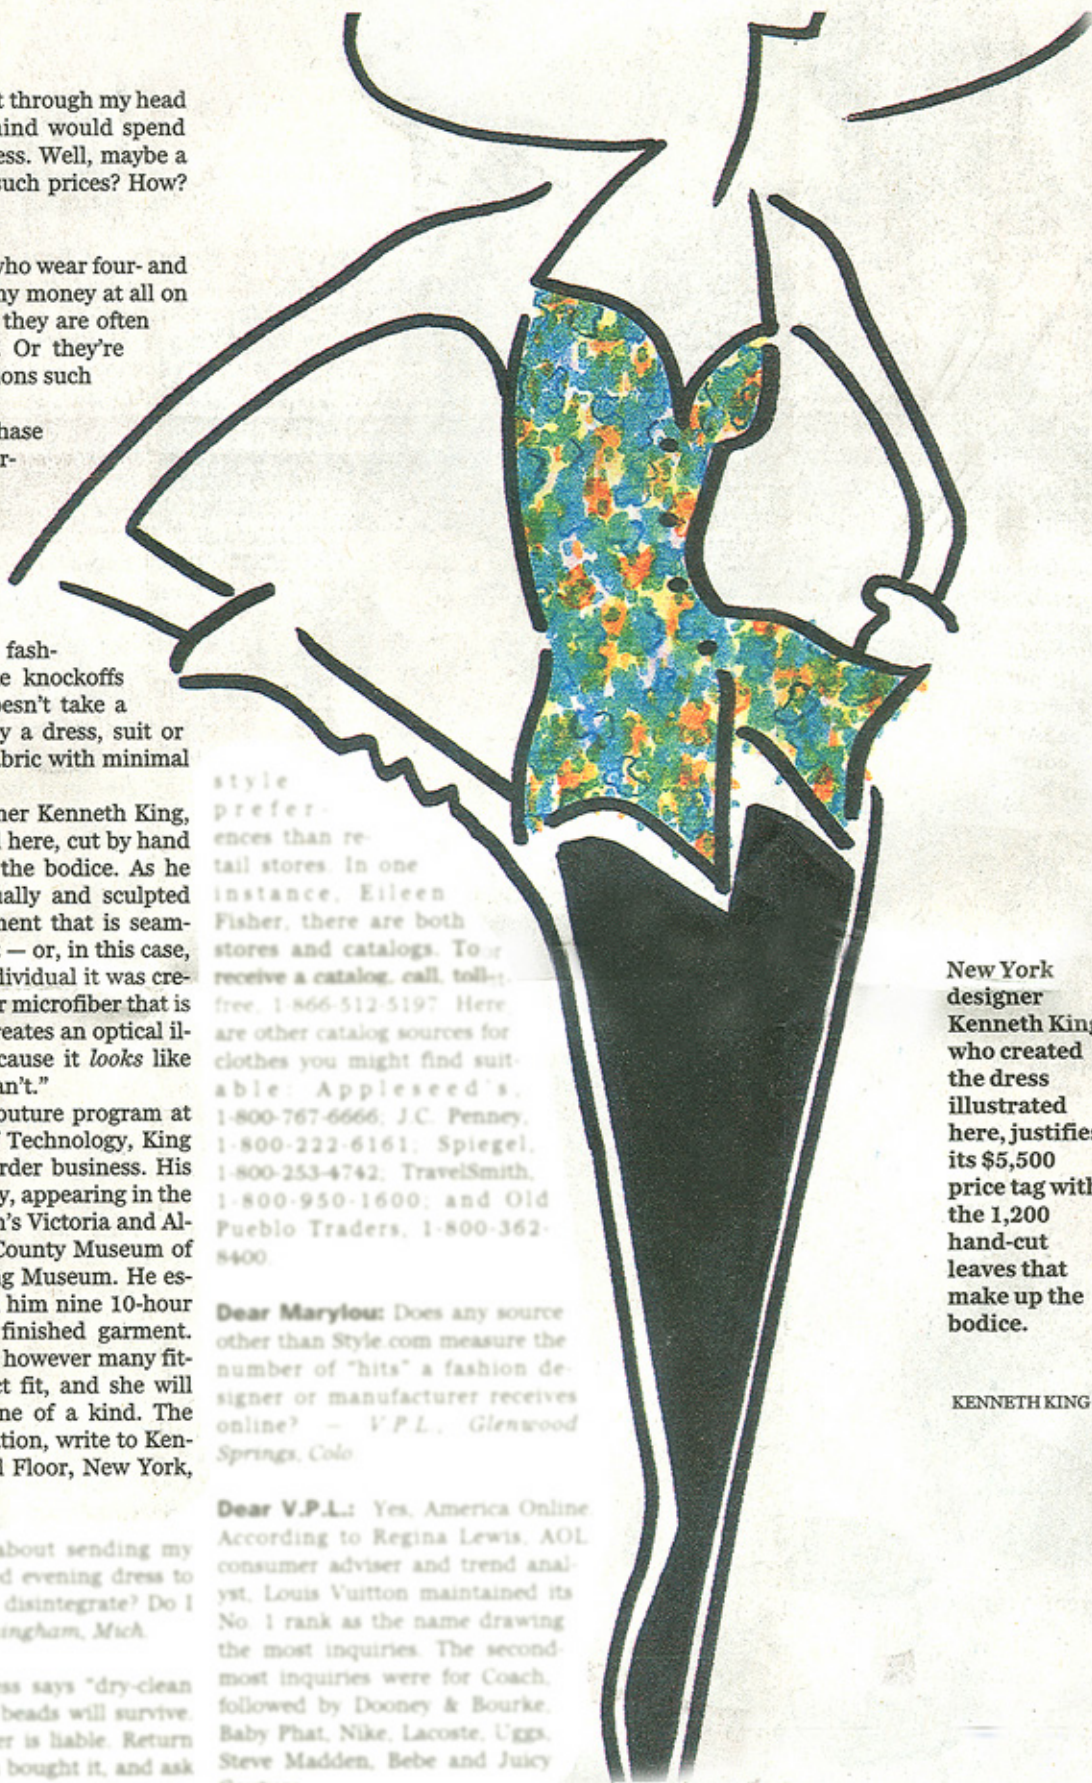 t through my head
ind would spend
ess. Well, maybe a
such prices? How?
who wear four- and
ny money at all on
they are often
Or they're
ons such
hase
r-
fash-
e knockoffs
esn't take a
y a dress, suit or
bric with minimal
ner Kenneth King,
here, cut by hand
the bodice. As he
nally and sculpted
ment that is seam-
— or, in this case,
dividual it was cre-
r microfiber that is
reates an optical il-
cause it looks like
an't."
outure program at
f Technology, King
rder business. His
y, appearing in the
n's Victoria and Al-
County Museum of
ng Museum. He es-
him nine 10-hour
finished garment.
however many fit-
ct fit, and she will
ne of a kind. The
ation, write to Ken-
l Floor, New York,
about sending my
d evening dress to
disintegrate? Do I
ingham, Mich.
ess says "dry-clean
beads will survive.
er is liable. Return
bought it, and ask
style
prefer-
ences than re-
tail stores. In one
instance, Eileen
Fisher, there are both
stores and catalogs. To
receive a catalog, call, toll-
free, 1-866-512-5197. Here
are other catalog sources for
clothes you might find suit-
able: Appleseed's,
1-800-767-6666; J.C. Penney,
1-800-222-6161; Spiegel,
1-800-253-4742; TravelSmith,
1-800-950-1600; and Old
Pueblo Traders, 1-800-362-
8400.
Dear Marylou: Does any source
other than Style.com measure the
number of "hits" a fashion de-
signer or manufacturer receives
online? — V.P.L., Glenwood
Springs, Colo.
Dear V.P.L.: Yes, America Online.
According to Regina Lewis, AOL
consumer adviser and trend anal-
yst, Louis Vuitton maintained its
No. 1 rank as the name drawing
the most inquiries. The second-
most inquiries were for Coach,
followed by Dooney & Bourke,
Baby Phat, Nike, Lacoste, Uggs,
Steve Madden, Bebe and Juicy
New York
designer
Kenneth King
who created
the dress
illustrated
here, justifies
its $5,500
price tag with
the 1,200
hand-cut
leaves that
make up the
bodice.
KENNETH KING